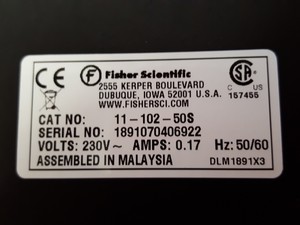 CE F Fisher Scientific
2555 KERPER BOULEVARD
DUBUQUE, IOWA 52001 U.S.A.
WWW.FISHERSCI.COM
C SA US
157455
CAT NO: 11-102-50S
SERIAL NO: 1891070406922
VOLTS: 230V~ AMPS: 0.17 Hz: 50/60
ASSEMBLED IN MALAYSIA DLM1891X3